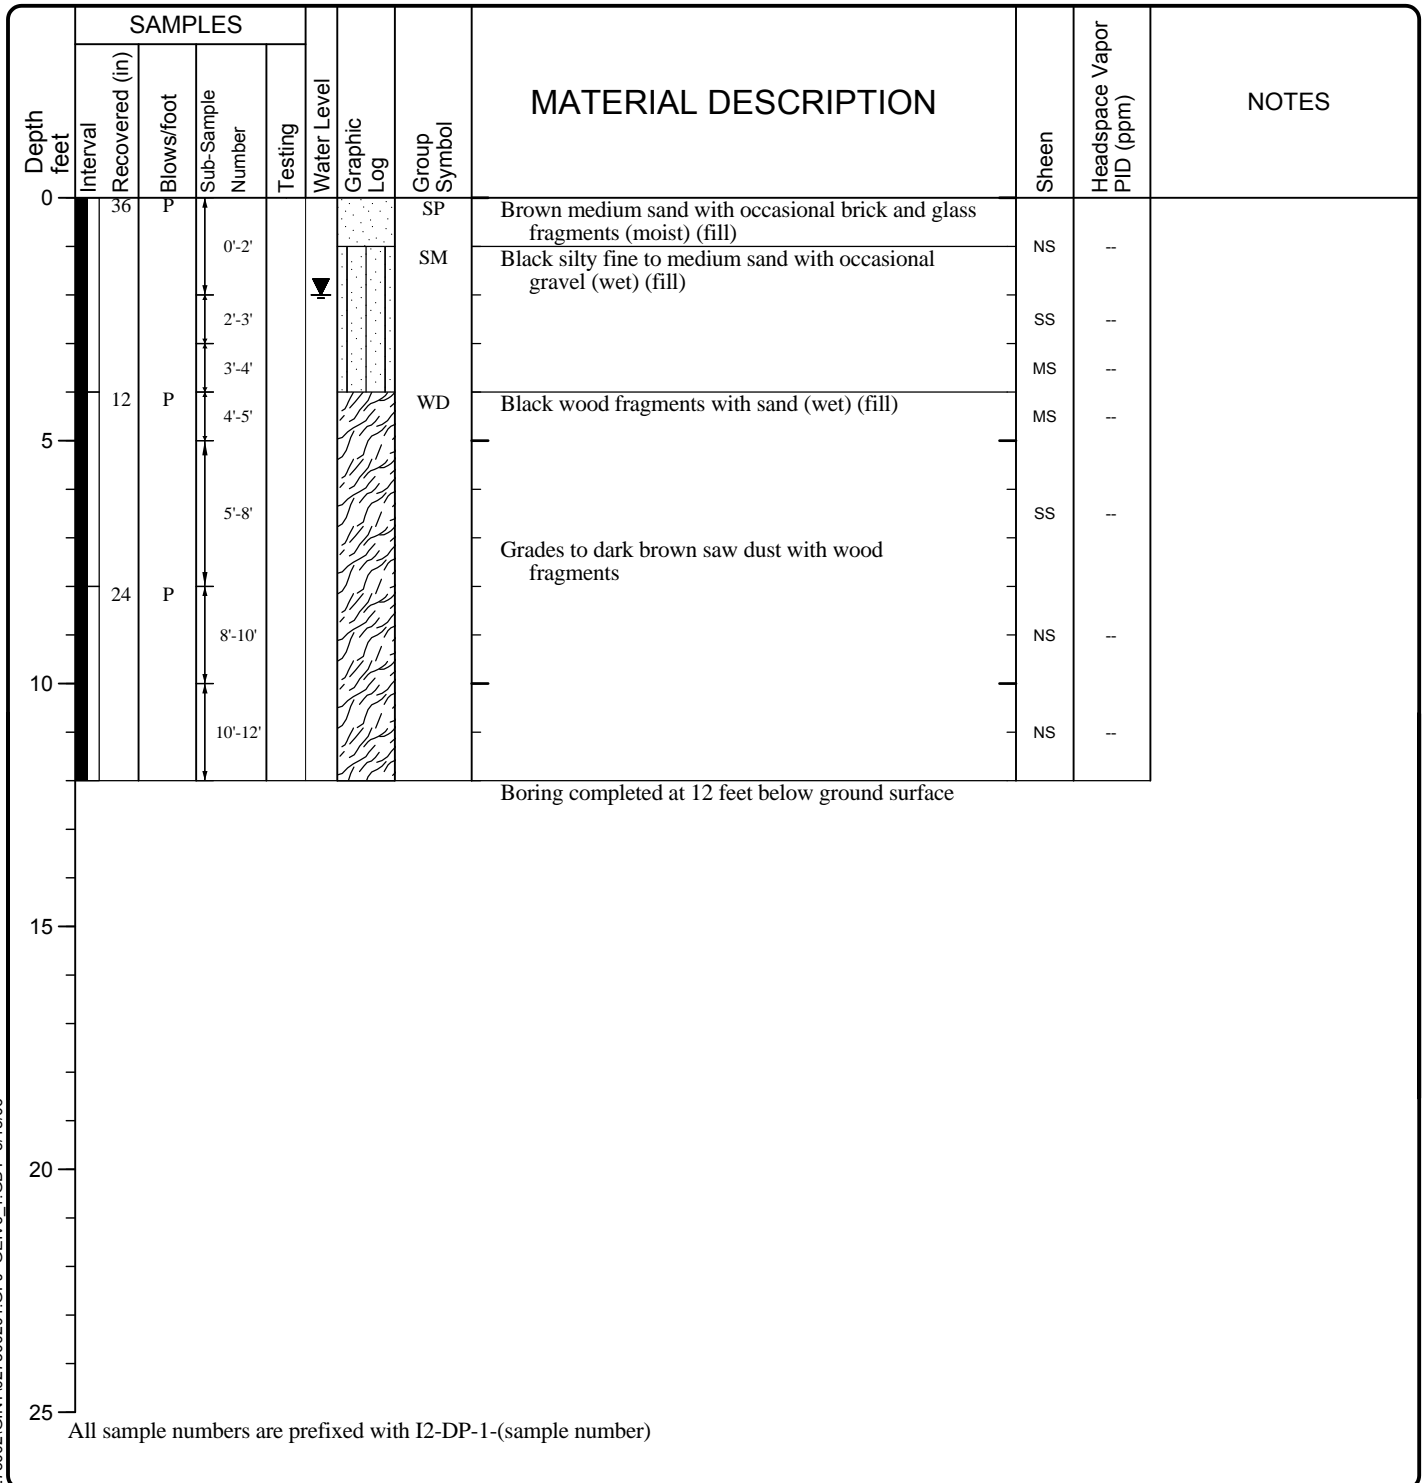 SAMPLES
Depth
feet
Interval
Recovered (in)
Blows/foot
Sub-Sample
Number
Testing
Water Level
Graphic
Log
Group
Symbol
MATERIAL DESCRIPTION
Sheen
Headspace Vapor
PID (ppm)
NOTES
0
36 P SP Brown medium sand with occasional brick and glass
fragments (moist) (fill)
0'-2' NS --
SM Black silty fine to medium sand with occasional
gravel (wet) (fill)
2'-3' SS --
3'-4' MS --
12 P WD Black wood fragments with sand (wet) (fill)
4'-5' MS --
5
5'-8' SS --
Grades to dark brown saw dust with wood
fragments
24 P
8'-10' NS --
10
10'-12' NS --
Boring completed at 12 feet below ground surface
15
20
25
All sample numbers are prefixed with I2-DP-1-(sample number)